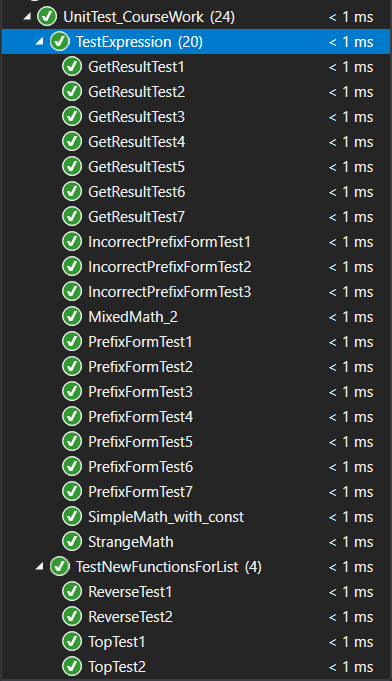 UnitTest_CourseWork (24) < 1 ms
TestExpression (20) < 1 ms
GetResultTest1 < 1 ms
GetResultTest2 < 1 ms
GetResultTest3 < 1 ms
GetResultTest4 < 1 ms
GetResultTest5 < 1 ms
GetResultTest6 < 1 ms
GetResultTest7 < 1 ms
IncorrectPrefixFormTest1 < 1 ms
IncorrectPrefixFormTest2 < 1 ms
IncorrectPrefixFormTest3 < 1 ms
MixedMath_2 < 1 ms
PrefixFormTest1 < 1 ms
PrefixFormTest2 < 1 ms
PrefixFormTest3 < 1 ms
PrefixFormTest4 < 1 ms
PrefixFormTest5 < 1 ms
PrefixFormTest6 < 1 ms
PrefixFormTest7 < 1 ms
SimpleMath_with_const < 1 ms
StrangeMath < 1 ms
TestNewFunctionsForList (4) < 1 ms
ReverseTest1 < 1 ms
ReverseTest2 < 1 ms
TopTest1 < 1 ms
TopTest2 < 1 ms